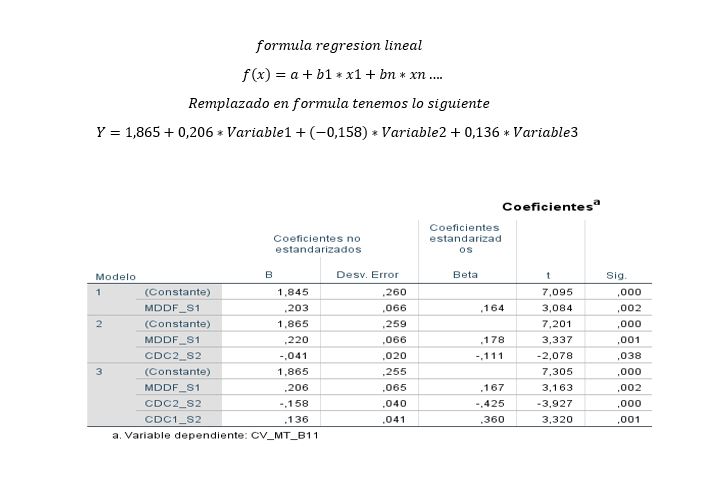 formula regresion lineal
f(x) = a + b1 * x1 + bn * xn ....
Remplazado en formula tenemos lo siguiente
Y = 1,865 + 0,206 * Variable1 + (−0,158) * Variable2 + 0,136 * Variable3
Coeficientesa
Coeficientes no estandarizados
Coeficientes estandarizad os
Modelo B Desv. Error Beta t Sig.
1 (Constante) 1,845 ,260 7,095 ,000
MDDF_S1 ,203 ,066 ,164 3,084 ,002
2 (Constante) 1,865 ,259 7,201 ,000
MDDF_S1 ,220 ,066 ,178 3,337 ,001
CDC2_S2 -,041 ,020 -,111 -2,078 ,038
3 (Constante) 1,865 ,255 7,305 ,000
MDDF_S1 ,206 ,065 ,167 3,163 ,002
CDC2_S2 -,158 ,040 -,425 -3,927 ,000
CDC1_S2 ,136 ,041 ,360 3,320 ,001
a. Variable dependiente: CV_MT_B11